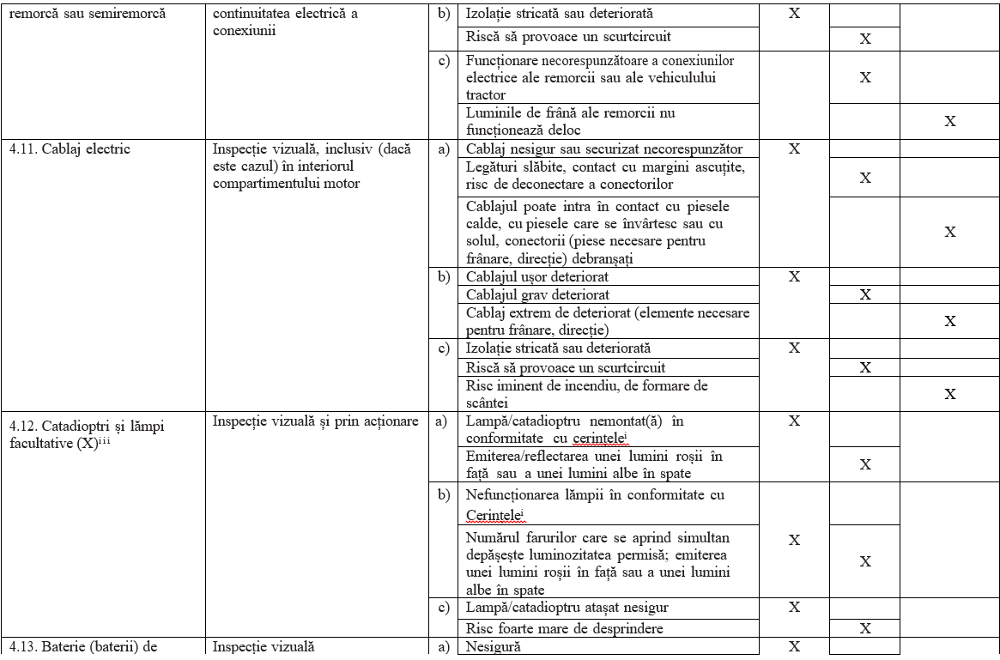 remorcă sau semiremorcă
continuitatea electrică a
conexiunii
b) Izolație stricată sau deteriorată X
Riscă să provoace un scurtcircuit X
c) Funcționare necorespunzătoare a conexiunilor
electrice ale remorcii sau ale vehiculului
tractor
X
Luminile de frână ale remorcii nu
funcționează deloc
X
4.11. Cablaj electric
Inspecție vizuală, inclusiv (dacă
este cazul) în interiorul
compartimentului motor
a) Cablaj nesigur sau securizat necorespunzător X
Legături slăbite, contact cu margini ascuțite,
risc de deconectare a conectorilor
X
Cablajul poate intra în contact cu piesele
calde, cu piesele care se învârtesc sau cu
solul, conectorii (piese necesare pentru
frânare, direcție) debranșați
X
b) Cablajul ușor deteriorat X
Cablajul grav deteriorat X
Cablaj extrem de deteriorat (elemente necesare
pentru frânare, direcție)
X
c) Izolație stricată sau deteriorată X
Riscă să provoace un scurtcircuit X
Risc iminent de incendiu, de formare de
scântei
X
4.12. Catadioptri și lămpi
facultative (X)iii
Inspecție vizuală și prin acționare
a) Lampă/catadioptru nemontat(ă) în X
conformitate cu cerințelei
Emiterea/reflectarea unei lumini roșii în
față sau a unei lumini albe în spate
X
b) Nefuncționarea lămpii în conformitate cu
Cerințelei
X
Numărul farurilor care se aprind simultan
depășește luminozitatea permisă; emiterea
unei lumini roșii în față sau a unei lumini
albe în spate
X
c) Lampă/catadioptru atașat nesigur X
Risc foarte mare de desprindere X
4.13. Baterie (baterii) de
Inspecție vizuală
a) Nesigură X